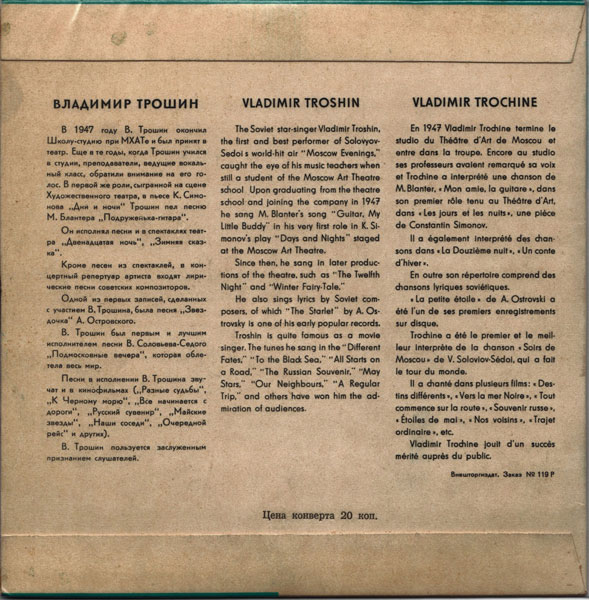 ВЛАДИМИР ТРОШИН
В 1947 году В. Трошин окончил
Школу-студию при МХАТе и был принят в
театр. Еще в те годы, когда Трошин учился
в студии, преподаватели, ведущие вокаль-
ный класс, обратили внимание на его го-
лос. В первой же роли, сыгранной на сцене
Художественного театра, в пьесе К. Симо-
нова „Дни и ночи" Трошин пел песню
М. Блантера „Подруженька-гитара".
Он исполнял песни и в спектаклях теат-
ра „Двенадцатая ночь", „Зимняя сказ-
ка".
Кроме песен из спектаклей, в кон-
цертный репертуар артиста входят лири-
ческие песни советских композиторов.
Одной из первых записей, сделанных
с участием В. Трошина, была песня „Звез-
дочка" А. Островского.
В. Трошин был первым и лучшим
исполнителем песни В. Соловьева-Седого
„Подмосковные вечера", которая обле-
тела весь мир.
Песни в исполнении В. Трошина зву-
чат и в кинофильмах („Разные судьбы",
„К Черному морю", „Все начинается с
дороги", „Русский сувенир", „Майские
звезды", „Наши соседи", „Очередной
рейс" и других).
В. Трошин пользуется заслуженным
признанием слушателей.
VLADIMIR TROSHIN
The Soviet star-singer Vladimir Troshin,
the first and best performer of Soloyov-
Sedoi s world-hit air "Moscow Evenings,"
caught the eye of his music teachers when
still a student of the Moscow Art Theatre
school Upon graduating from the theatre
school and joining the company in 1947
he sang M. Blanter's song "Guitar, My
Little Buddy" in his very first role in K. Si-
monov's play "Days and Nights" staged
at the Moscow Art Theatre.
Since then, he sang in later produc-
tions of the theatre, such as "The Twelfth
Night" and "Winter Fairy-Tale."
He also sings lyrics by Soviet com-
posers, of which "The Starlet" by A. Os-
trovsky is one of his early popular records.
Troshin is quite famous as a movie
singer. The tunes he sang in the "Different
Fates," "To the Black Sea," "All Stars on
a Road," "The Russian Souvenir," "May
Stars," "Our Neighbours," "A Regular
Trip," and others have won him the ad-
miration of audiences.
VLADIMIR TROCHINE
En 1947 Vladimir Trochine termine le
studio du Théâtre d'Art de Moscou et
entre dans la troupe. Encore au studio
ses professeurs avaient remarqué sa voix
et Trochine a interprété une chanson de
M. Blanter, « Mon amie, la guitare », dans
son premier rôle tenu au Théâtre d'Art,
dans « Les jours et les nuits », une pièce
de Constantin Simonov.
Il a également interprété des chan-
sons dans « La Douzième nuit », « Un conte
d'hiver ».
En outre son répertoire comprend des
chansons lyriques soviétiques.
« La petite étoile » de A. Ostrovski a
été l'un de ses premiers enregistrements
sur disque.
Trochine a été le premier et le meil-
leur interprète de la chanson « Soirs de
Moscou » de V. Soloviov-Sédoi, qui a fait
le tour du monde.
Il a chanté dans plusieurs films: « Des-
tins différents », « Vers la mer Noire », « Tout
commence sur la route », « Souvenir russe »,
« Étoiles de mai », « Nos voisins », « Trajet
ordinaire », etc.
Vladimir Trochine jouit d'un succès
mérité auprès du public.
Внешторгиздат. Заказ № 119 Р
Цена конверта 20 коп.